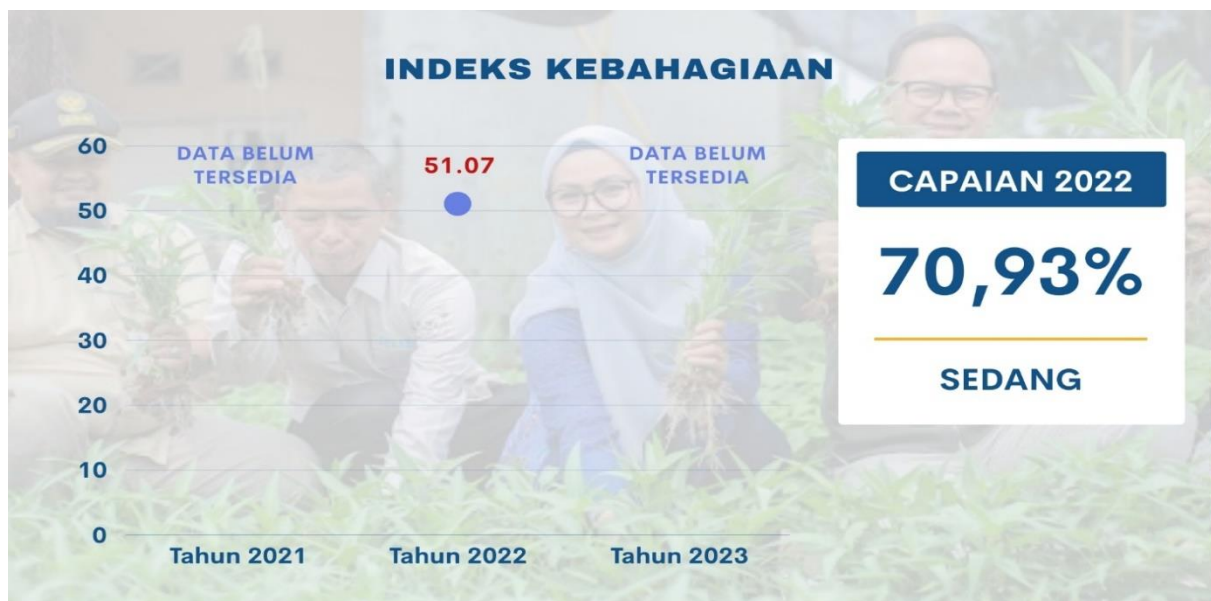 INDEKS KEBAHAGIAAN
60
50
40
30
20
10
0
DATA BELUM
TERSEDIA
51.07
DATA BELUM
TERSEDIA
Tahun 2021
Tahun 2022
Tahun 2023
CAPAIAN 2022
70,93%
SEDANG